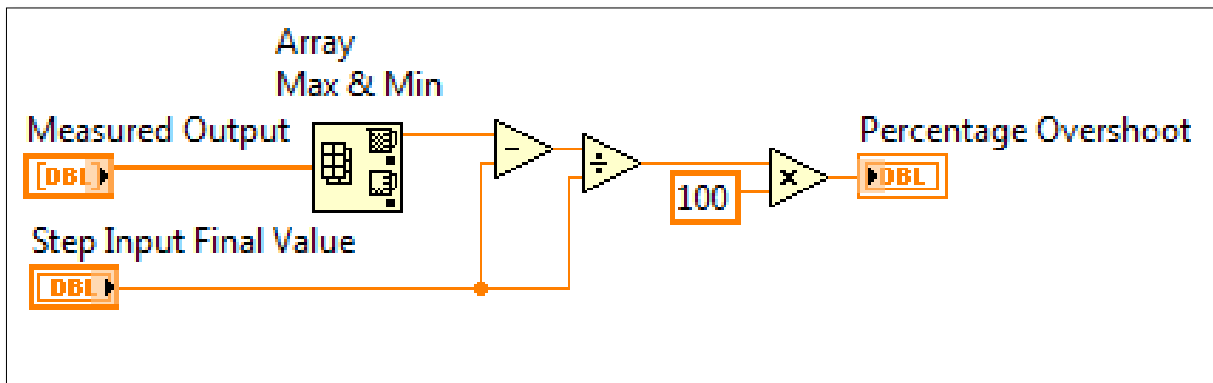 Array
Max & Min
Measured Output
[DBL]
Step Input Final Value
DBL
−
÷
100
×
Percentage Overshoot
DBL